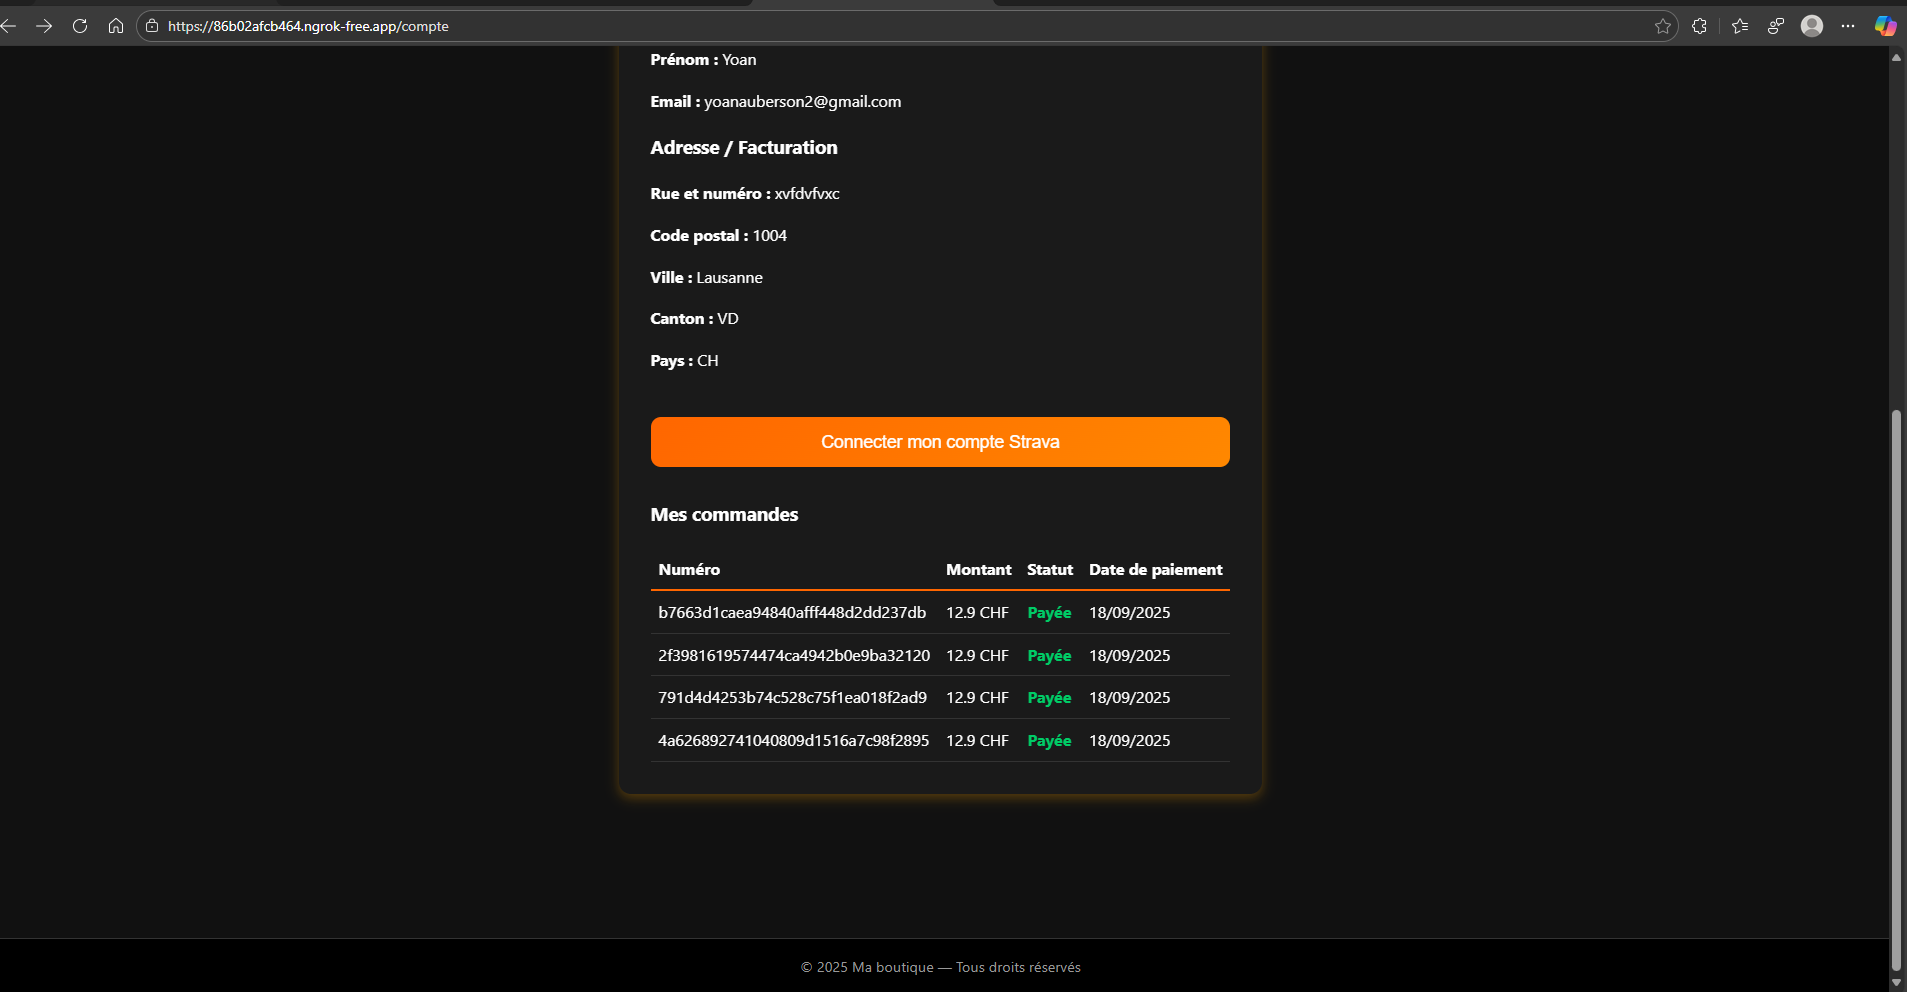 https://86b02afcb464.ngrok-free.app/compte
Prénom : Yoan
Email : yoanauberson2@gmail.com
Adresse / Facturation
Rue et numéro : xvfdvfvxc
Code postal : 1004
Ville : Lausanne
Canton : VD
Pays : CH
Connecter mon compte Strava
Mes commandes
Numéro Montant Statut Date de paiement
b7663d1caea94840afff448d2dd237db 12.9 CHF Payée 18/09/2025
2f3981619574474ca4942b0e9ba32120 12.9 CHF Payée 18/09/2025
791d4d4253b74c528c75f1ea018f2ad9 12.9 CHF Payée 18/09/2025
4a626892741040809d1516a7c98f2895 12.9 CHF Payée 18/09/2025
© 2025 Ma boutique — Tous droits réservés